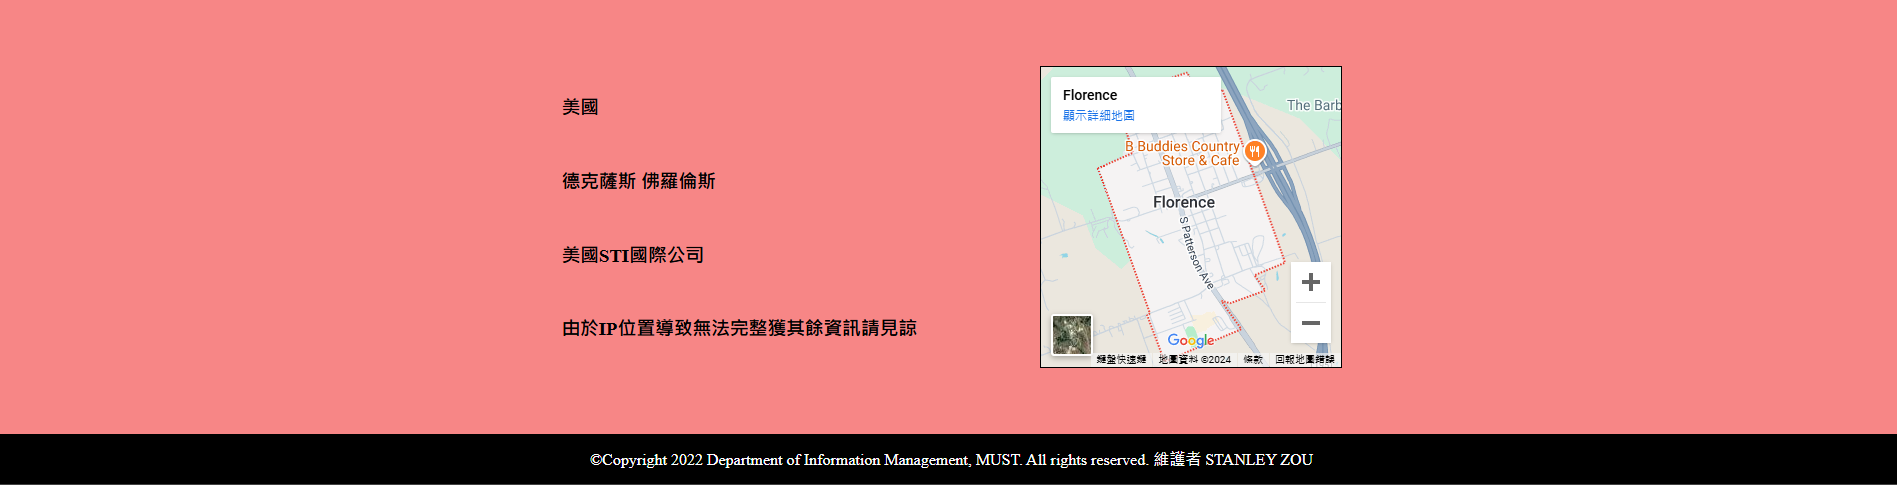 美國
德克薩斯 佛羅倫斯
美國STI國際公司
由於IP位置導致無法完整獲其餘資訊請見諒
Florence
顯示詳細地圖
The Barb
B Buddies Country
Store & Cafe
Florence
S Patterson Ave
Google
鍵盤快速鍵 地圖資料 ©2024 條款 回報地圖錯誤
©Copyright 2022 Department of Information Management, MUST. All rights reserved. 維護者 STANLEY ZOU